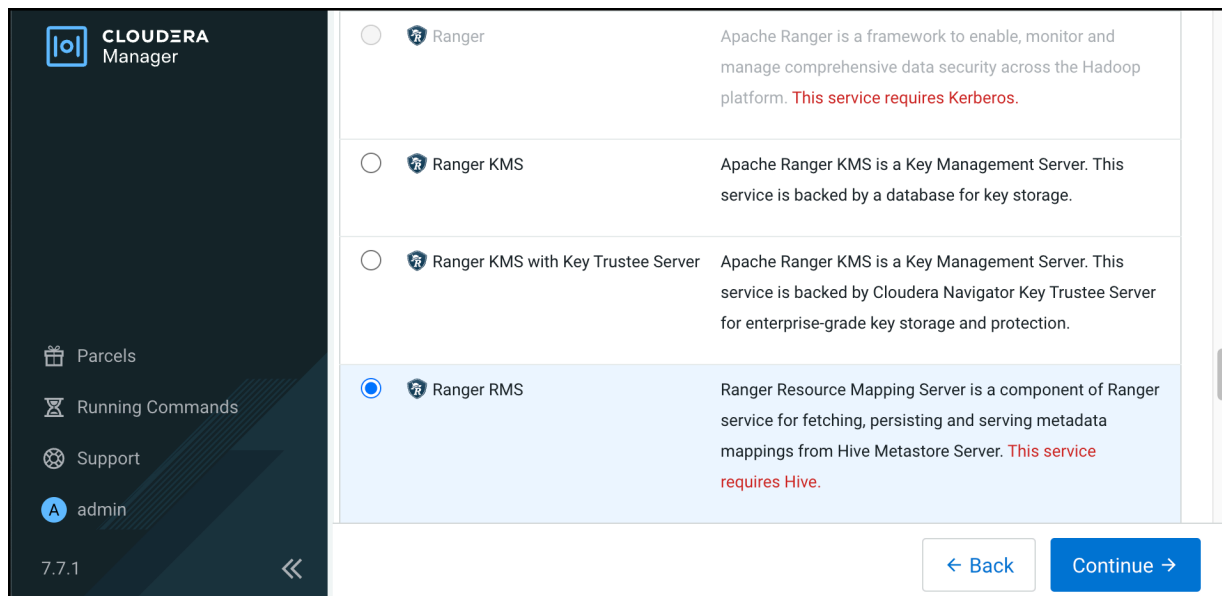 CLOUDERA
Manager
Parcels
Running Commands
Support
A admin
7.7.1
Ranger
Apache Ranger is a framework to enable, monitor and
manage comprehensive data security across the Hadoop
platform. This service requires Kerberos.
Ranger KMS
Apache Ranger KMS is a Key Management Server. This
service is backed by a database for key storage.
Ranger KMS with Key Trustee Server
Apache Ranger KMS is a Key Management Server. This
service is backed by Cloudera Navigator Key Trustee Server
for enterprise-grade key storage and protection.
Ranger RMS
Ranger Resource Mapping Server is a component of Ranger
service for fetching, persisting and serving metadata
mappings from Hive Metastore Server. This service
requires Hive.
← Back
Continue →